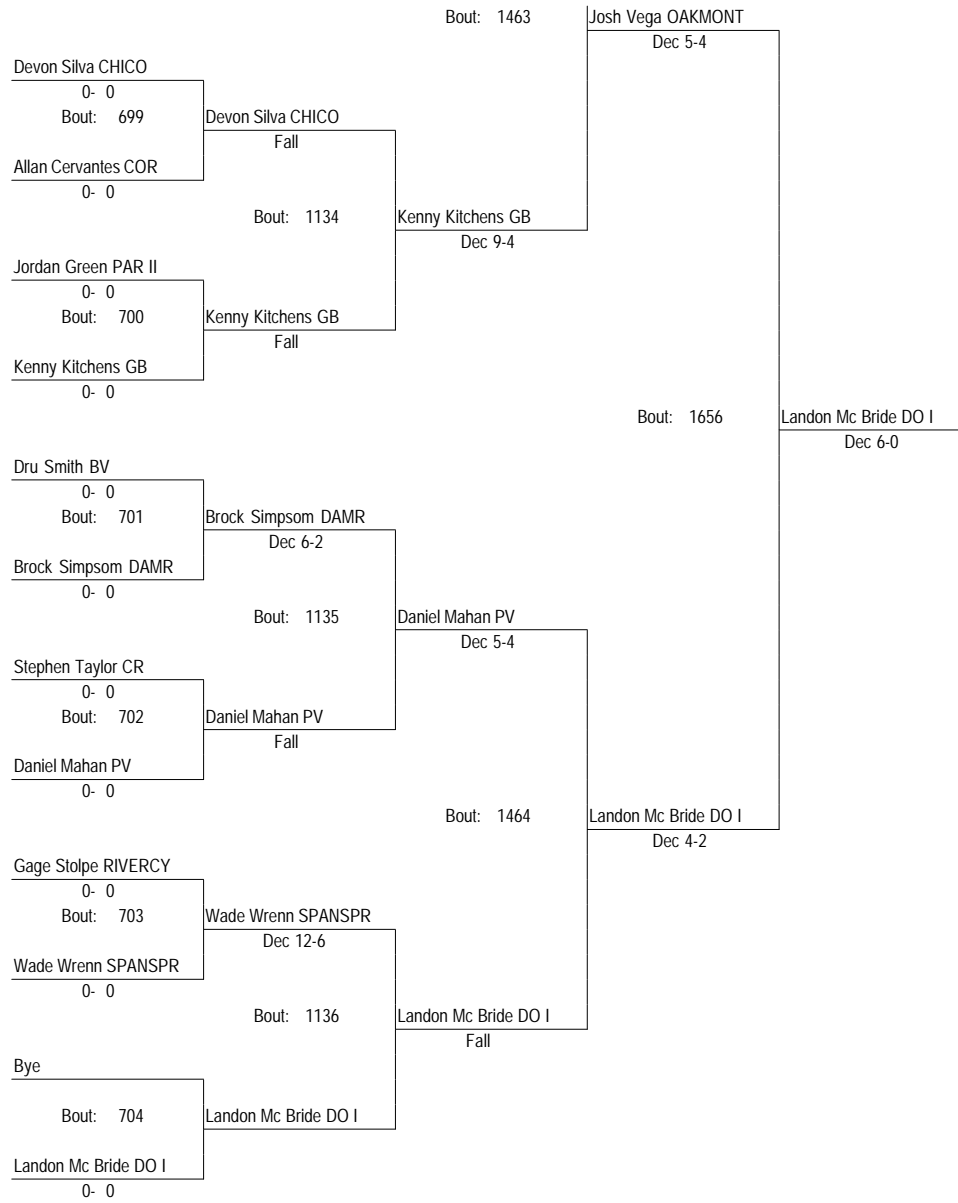 Bout: 1463 Josh Vega OAKMONT
Dec 5-4
Devon Silva CHICO
0- 0
Bout: 699 Devon Silva CHICO
Fall
Allan Cervantes COR
0- 0
Bout: 1134 Kenny Kitchens GB
Dec 9-4
Jordan Green PAR II
0- 0
Bout: 700 Kenny Kitchens GB
Fall
Kenny Kitchens GB
0- 0
Bout: 1656 Landon Mc Bride DO I
Dec 6-0
Dru Smith BV
0- 0
Bout: 701 Brock Simpsom DAMR
Dec 6-2
Brock Simpsom DAMR
0- 0
Bout: 1135 Daniel Mahan PV
Dec 5-4
Stephen Taylor CR
0- 0
Bout: 702 Daniel Mahan PV
Fall
Daniel Mahan PV
0- 0
Bout: 1464 Landon Mc Bride DO I
Dec 4-2
Gage Stolpe RIVERCY
0- 0
Bout: 703 Wade Wrenn SPANSPR
Dec 12-6
Wade Wrenn SPANSPR
0- 0
Bout: 1136 Landon Mc Bride DO I
Fall
Bye
Bout: 704 Landon Mc Bride DO I
Landon Mc Bride DO I
0- 0